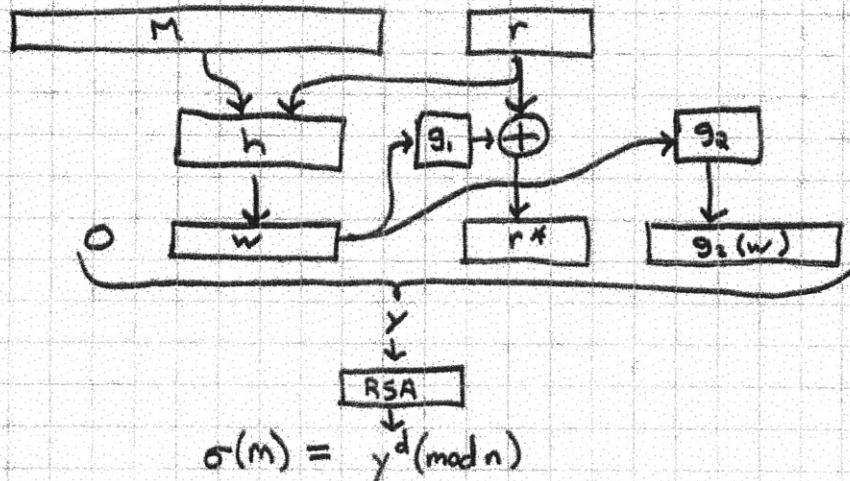 M r
h g₁ ⊕ g₂
0 w r* g₂(w)
y
RSA
σ(m) = y^d (mod n)